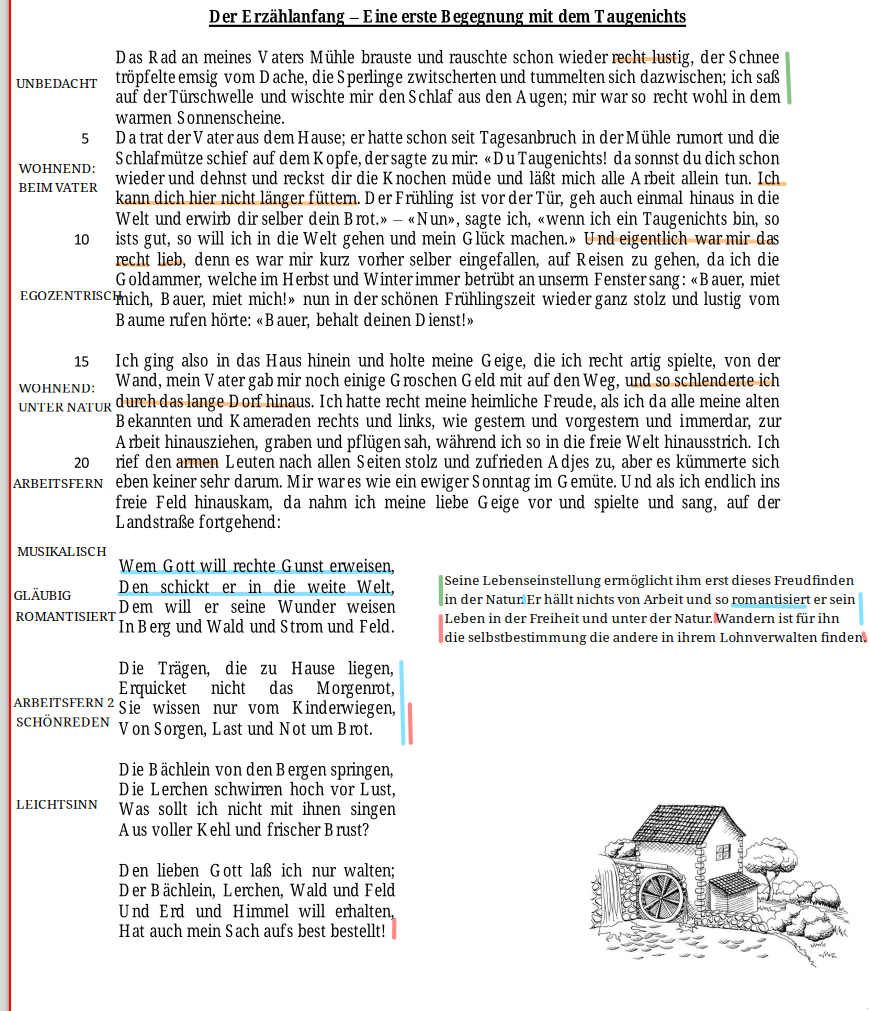 Der Erzählanfang – Eine erste Begegnung mit dem Taugenichts
Das Rad an meines Vaters Mühle brauste und rauschte schon wieder recht lustig, der Schnee
UNBEDACHT
tröpfelte emsig vom Dache, die Sperlinge zwitscherten und tummelten sich dazwischen; ich saß
auf der Türschwelle und wischte mir den Schlaf aus den Augen; mir war so recht wohl in dem
warmen Sonnenscheine.
5 Da trat der Vater aus dem Hause; er hatte schon seit Tagesanbruch in der Mühle rumort und die
Schlafmütze schief auf dem Kopfe, der sagte zu mir: «Du Taugenichts! da sonnst du dich schon
WOHNEND:
BEIM VATER
wieder und dehnst und reckst dir die Knochen müde und läßt mich alle Arbeit allein tun. Ich
kann dich hier nicht länger füttern. Der Frühling ist vor der Tür, geh auch einmal hinaus in die
Welt und erwirb dir selber dein Brot.» – «Nun», sagte ich, «wenn ich ein Taugenichts bin, so
10 ists gut, so will ich in die Welt gehen und mein Glück machen.» Und eigentlich war mir das
recht lieb, denn es war mir kurz vorher selber eingefallen, auf Reisen zu gehen, da ich die
Goldammer, welche im Herbst und Winter immer betrübt an unserm Fenster sang: «Bauer, miet
EGOZENTRISCH
mich, Bauer, miet mich!» nun in der schönen Frühlingszeit wieder ganz stolz und lustig vom
Baume rufen hörte: «Bauer, behalt deinen Dienst!»
15 Ich ging also in das Haus hinein und holte meine Geige, die ich recht artig spielte, von der
Wand, mein Vater gab mir noch einige Groschen Geld mit auf den Weg, und so schlenderte ich
WOHNEND:
UNTER NATUR
durch das lange Dorf hinaus. Ich hatte recht meine heimliche Freude, als ich da alle meine alten
Bekannten und Kameraden rechts und links, wie gestern und vorgestern und immerdar, zur
Arbeit hinausziehen, graben und pflügen sah, während ich so in die freie Welt hinausstrich. Ich
20 rief den armen Leuten nach allen Seiten stolz und zufrieden Adjes zu, aber es kümmerte sich
ARBEITSFERN
eben keiner sehr darum. Mir war es wie ein ewiger Sonntag im Gemüte. Und als ich endlich ins
freie Feld hinauskam, da nahm ich meine liebe Geige vor und spielte und sang, auf der
Landstraße fortgehend:
MUSIKALISCH
Wem Gott will rechte Gunst erweisen,
Den schickt er in die weite Welt,
GLÄUBIG
Dem will er seine Wunder weisen
ROMANTISIERT
In Berg und Wald und Strom und Feld.
Seine Lebenseinstellung ermöglicht ihm erst dieses Freudfinden
in der Natur. Er hällt nichts von Arbeit und so romantisiert er sein
Leben in der Freiheit und unter der Natur. Wandern ist für ihn
die selbstbestimmung die andere in ihrem Lohnverwalten finden.
Die Trägen, die zu Hause liegen,
Erquicket nicht das Morgenrot,
ARBEITSFERN 2
Sie wissen nur vom Kinderwiegen,
SCHÖNREDEN
Von Sorgen, Last und Not um Brot.
Die Bächlein von den Bergen springen,
Die Lerchen schwirren hoch vor Lust,
LEICHTSINN
Was sollt ich nicht mit ihnen singen
Aus voller Kehl und frischer Brust?
Den lieben Gott laß ich nur walten;
Der Bächlein, Lerchen, Wald und Feld
Und Erd und Himmel will erhalten,
Hat auch mein Sach aufs best bestellt!